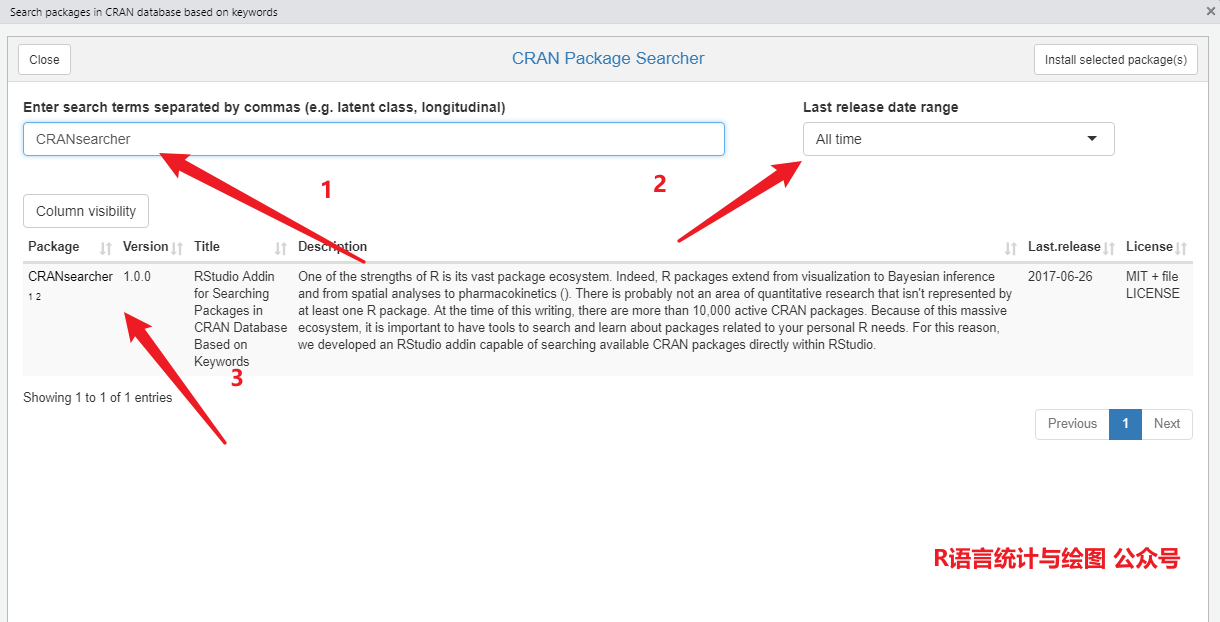 Search packages in CRAN database based on keywords
Close
CRAN Package Searcher
Install selected package(s)
Enter search terms separated by commas (e.g. latent class, longitudinal)
Last release date range
CRANsearcher
All time
1
2
Column visibility
Package
Version
Title
Description
Last.release
License
CRANsearcher
1 2
1.0.0
RStudio Addin
for Searching
Packages in
CRAN Database
Based on
Keywords
One of the strengths of R is its vast package ecosystem. Indeed, R packages extend from visualization to Bayesian inference
and from spatial analyses to pharmacokinetics (). There is probably not an area of quantitative research that isn't represented by
at least one R package. At the time of this writing, there are more than 10,000 active CRAN packages. Because of this massive
ecosystem, it is important to have tools to search and learn about packages related to your personal R needs. For this reason,
we developed an RStudio addin capable of searching available CRAN packages directly within RStudio.
2017-06-26
MIT + file
LICENSE
3
Showing 1 to 1 of 1 entries
Previous
1
Next
R语言统计与绘图 公众号